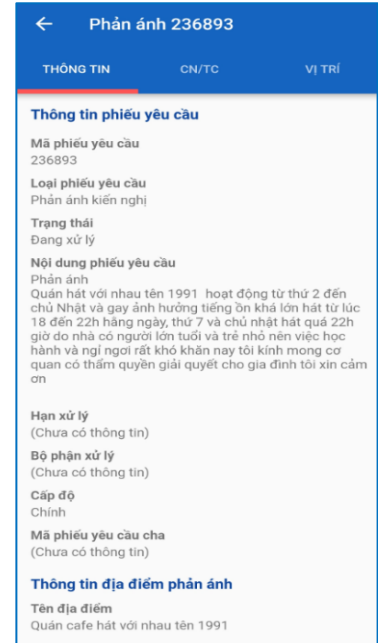 ← Phản ánh 236893
THÔNG TIN CN/TC VỊ TRÍ
Thông tin phiếu yêu cầu
Mã phiếu yêu cầu
236893
Loại phiếu yêu cầu
Phản ánh kiến nghị
Trạng thái
Đang xử lý
Nội dung phiếu yêu cầu
Phản ánh
Quán hát với nhau tên 1991 hoạt động từ thứ 2 đến
chủ Nhật và gay ảnh hưởng tiếng ồn khá lớn hát từ lúc
18 đến 22h hằng ngày, thứ 7 và chủ nhật hát quá 22h
giờ do nhà có người lớn tuổi và trẻ nhỏ nên việc học
hành và ngỉ ngơi rất khó khăn nay tôi kính mong cơ
quan có thẩm quyền giải quyết cho gia đình tôi xin cảm
ơn
Hạn xử lý
(Chưa có thông tin)
Bộ phận xử lý
(Chưa có thông tin)
Cấp độ
Chính
Mã phiếu yêu cầu cha
(Chưa có thông tin)
Thông tin địa điểm phản ánh
Tên địa điểm
Quán cafe hát với nhau tên 1991